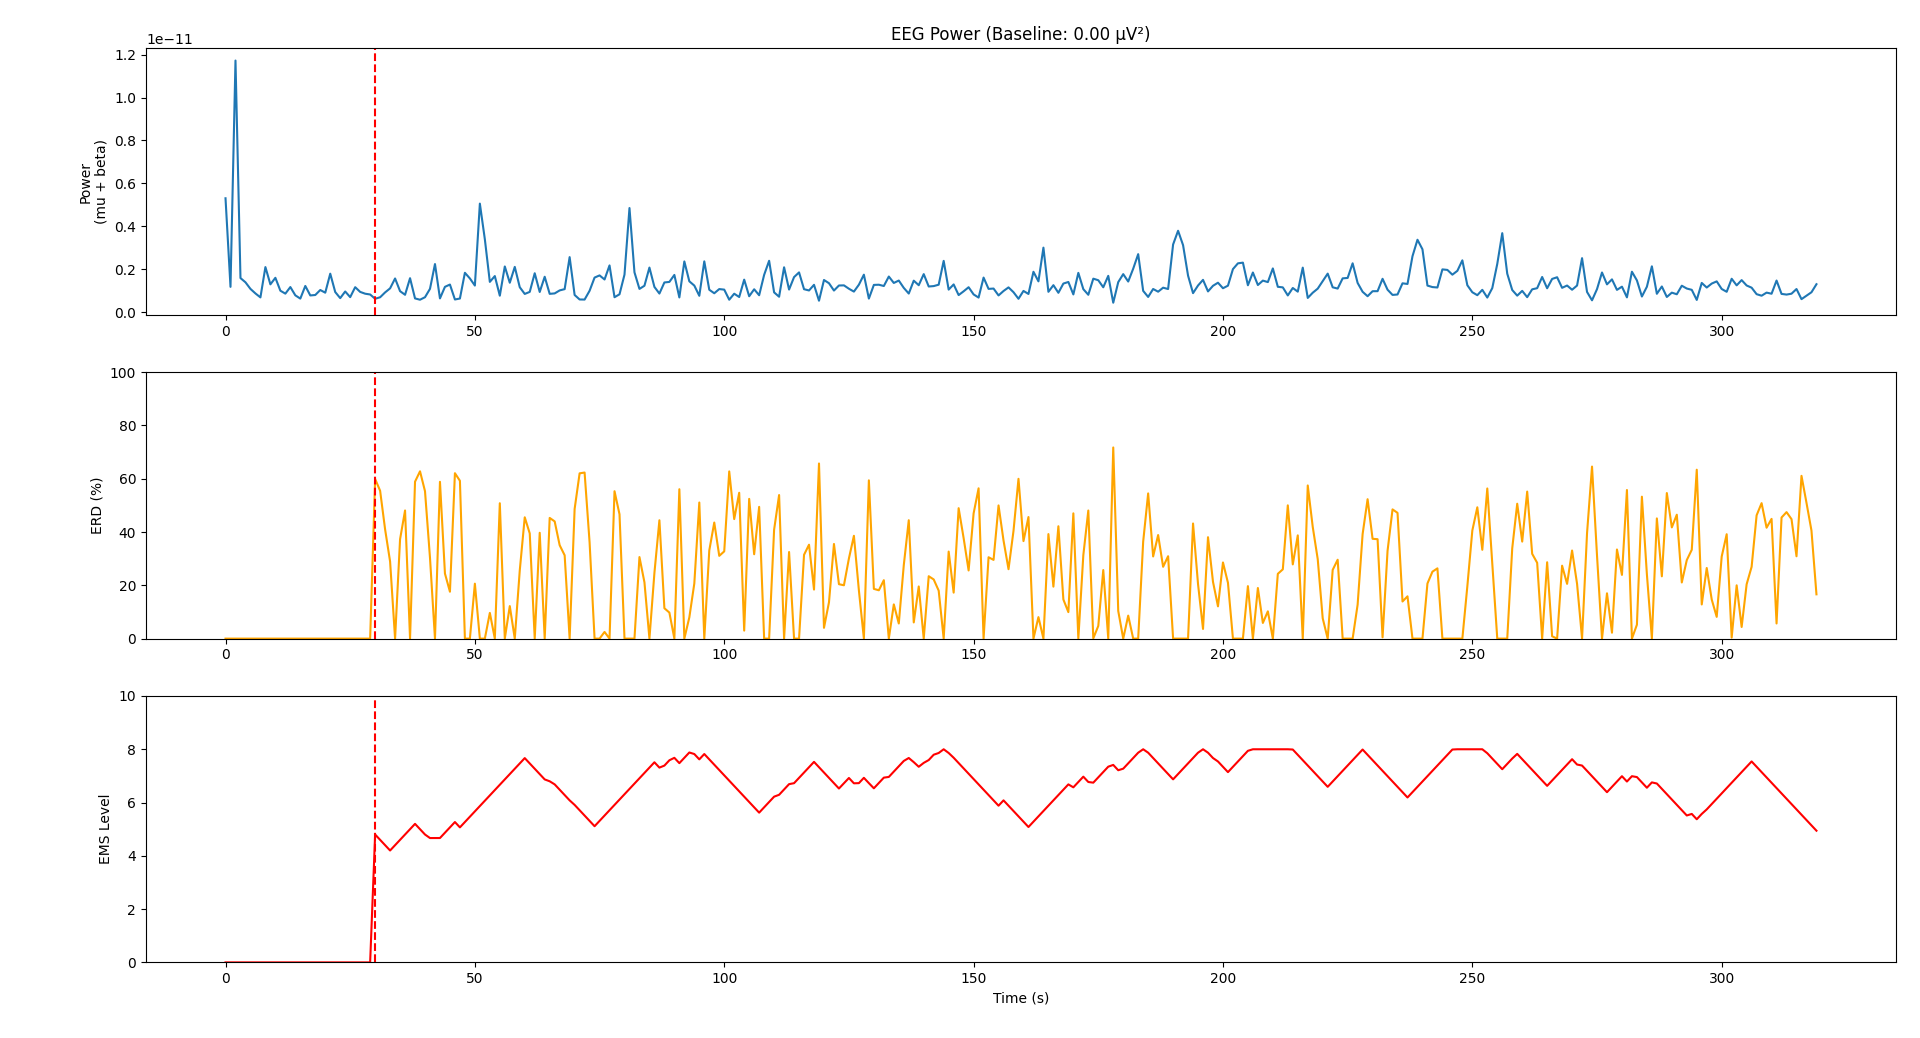 EEG Power (Baseline: 0.00 µV²)
1e−11
1.2
1.0
0.8
0.6
0.4
0.2
0.0
Power
(mu + beta)
0 50 100 150 200 250 300
100
80
60
40
20
0
ERD (%)
0 50 100 150 200 250 300
10
8
6
4
2
0
EMS Level
0 50 100 150 200 250 300
Time (s)